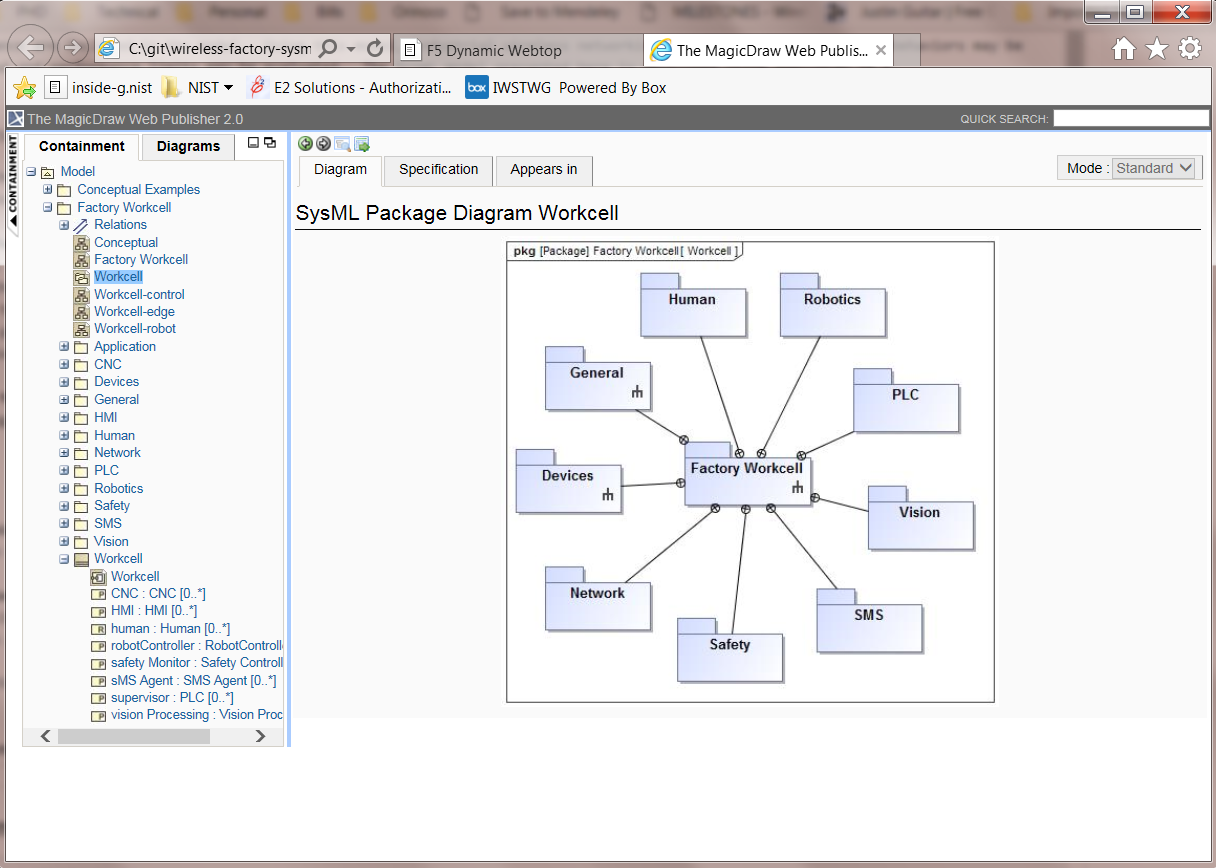 C:\git\wireless-factory-sysm
F5 Dynamic Webtop
The MagicDraw Web Publis...
inside-g.nist
NIST
E2 Solutions - Authorizati...
box
IWSTWG Powered By Box
The MagicDraw Web Publisher 2.0
QUICK SEARCH:
CONTAINMENT
Containment
Diagrams
Model
Conceptual Examples
Factory Workcell
Relations
Conceptual
Factory Workcell
Workcell
Workcell-control
Workcell-edge
Workcell-robot
Application
CNC
Devices
General
HMI
Human
Network
PLC
Robotics
Safety
SMS
Vision
Workcell
Workcell
CNC : CNC [0..*]
HMI : HMI [0..*]
human : Human [0..*]
robotController : RobotControll
safety Monitor : Safety Controll
sMS Agent : SMS Agent [0..*]
supervisor : PLC [0..*]
vision Processing : Vision Proc
Diagram
Specification
Appears in
Mode : Standard
SysML Package Diagram Workcell
pkg [Package] Factory Workcell[ Workcell ]
Human
Robotics
General
PLC
Factory Workcell
Devices
Vision
Network
SMS
Safety